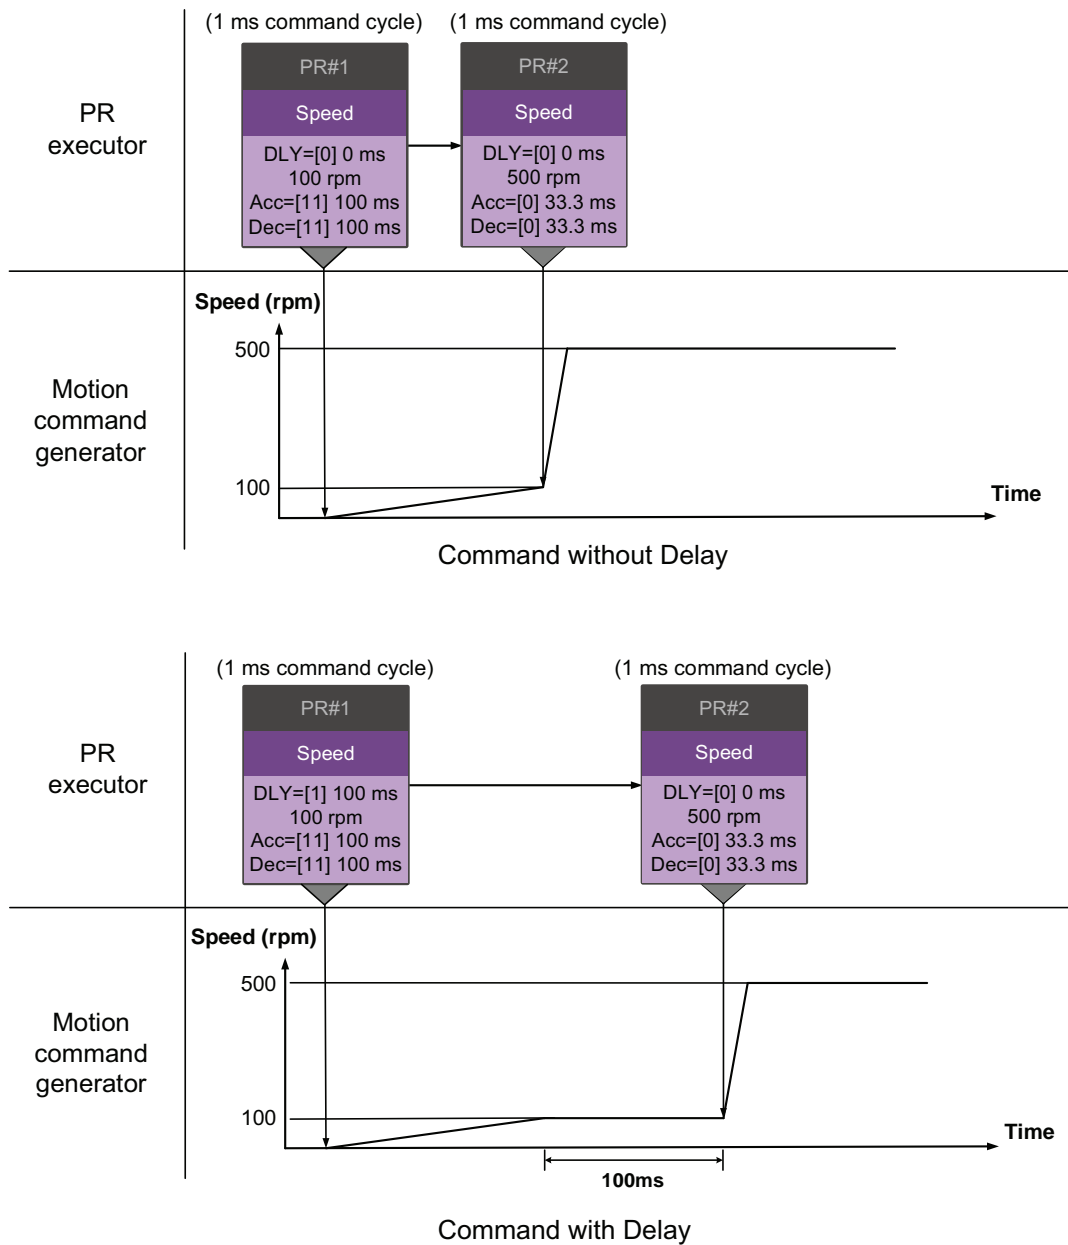 (1 ms command cycle)
(1 ms command cycle)
PR#1
PR#2
PR
executor
Speed
Speed
DLY=[0] 0 ms
100 rpm
Acc=[11] 100 ms
Dec=[11] 100 ms
DLY=[0] 0 ms
500 rpm
Acc=[0] 33.3 ms
Dec=[0] 33.3 ms
Motion
command
generator
Speed (rpm)
500
100
Time
Command without Delay
(1 ms command cycle)
(1 ms command cycle)
PR#1
PR#2
PR
executor
Speed
Speed
DLY=[1] 100 ms
100 rpm
Acc=[11] 100 ms
Dec=[11] 100 ms
DLY=[0] 0 ms
500 rpm
Acc=[0] 33.3 ms
Dec=[0] 33.3 ms
Motion
command
generator
Speed (rpm)
500
100
Time
100ms
Command with Delay